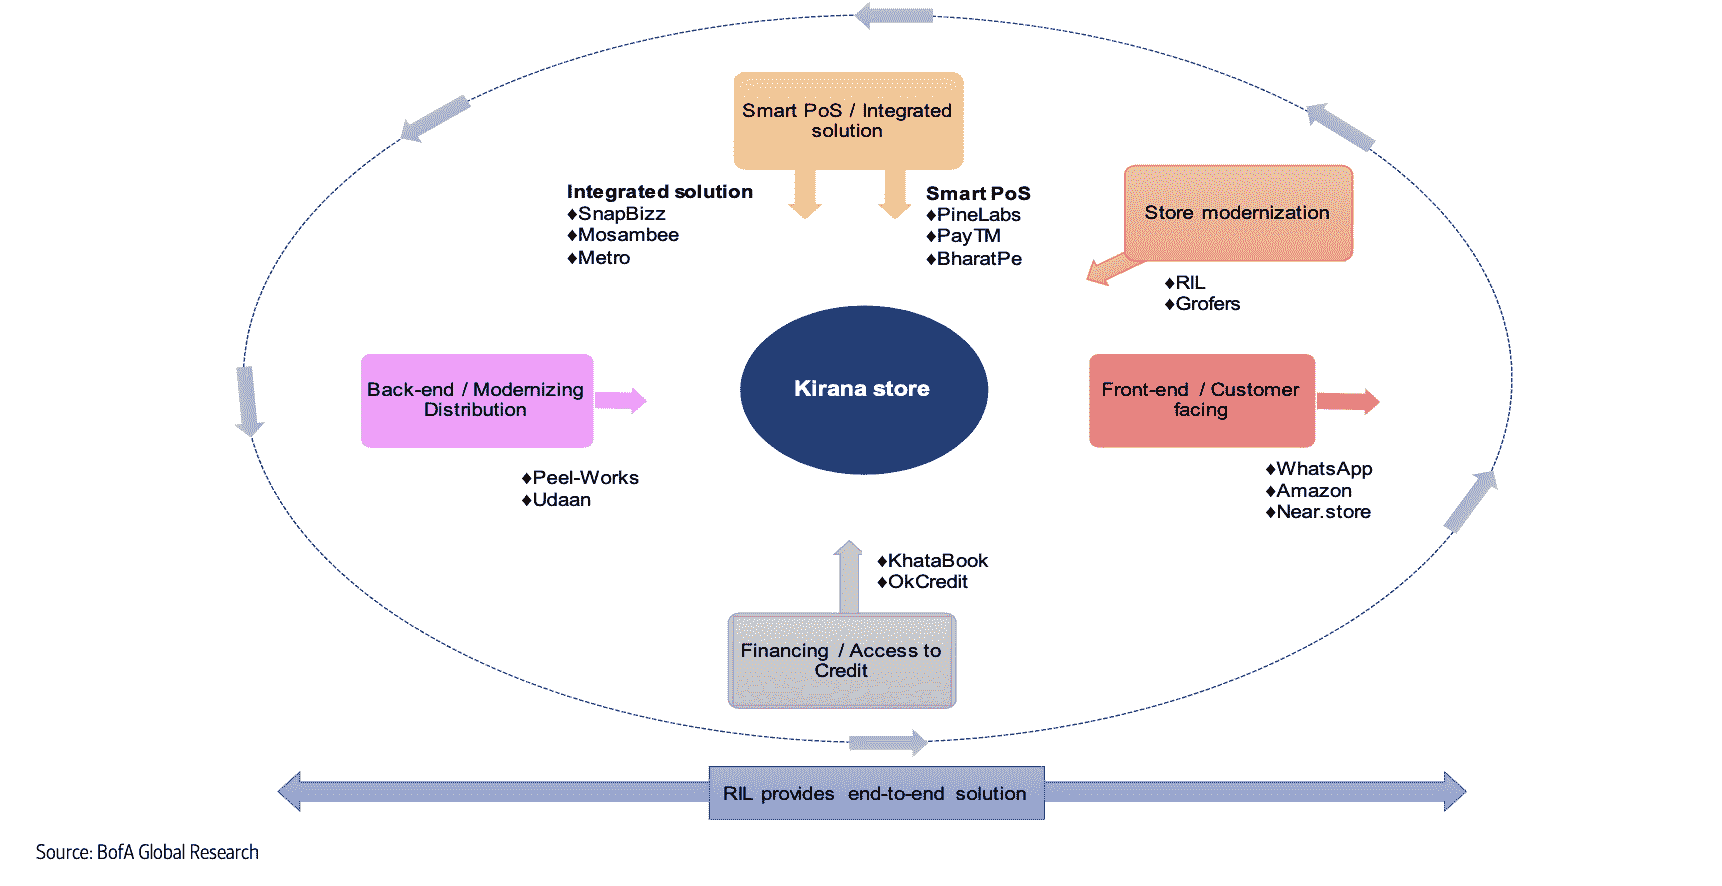 Smart PoS / Integrated
solution
Integrated solution
♦SnapBizz
♦Mosambee
♦Metro
Smart PoS
♦PineLabs
♦PayTM
♦BharatPe
Store modernization
♦RIL
♦Grofers
Back-end / Modernizing
Distribution
♦Peel-Works
♦Udaan
Kirana store
Front-end / Customer
facing
♦WhatsApp
♦Amazon
♦Near.store
♦KhataBook
♦OkCredit
Financing / Access to
Credit
RIL provides end-to-end solution
Source: BofA Global Research